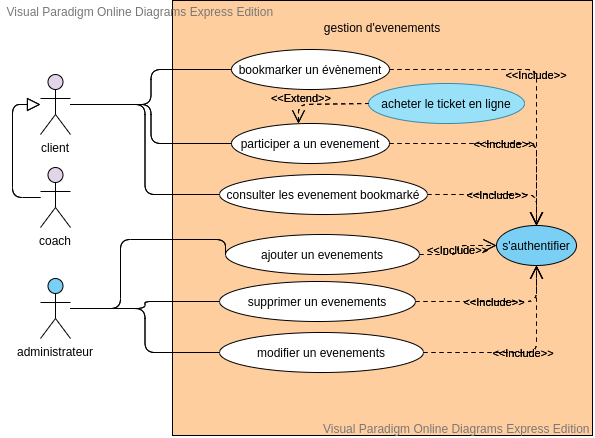 Visual Paradigm Online Diagrams Express Edition
gestion d'evenements
bookmarker un évènement
<<Include>>
<<Extend>>
acheter le ticket en ligne
client
participer a un evenement
<<Include>>
consulter les evenement bookmarké
<<Include>>
coach
ajouter un evenements
<<Include>>
s'authentifier
supprimer un evenements
<<Include>>
administrateur
modifier un evenements
<<Include>>
Visual Paradigm Online Diagrams Express Edition